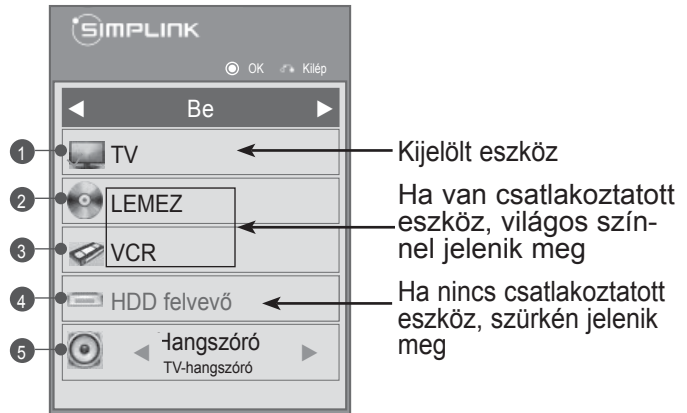 SIMPLINK
OK Kilép
Be
1 TV
Kijelölt eszköz
2 LEMEZ
3 VCR
Ha van csatlakoztatott
eszköz, világos szín-
nel jelenik meg
4 HDD felvevő
Ha nincs csatlakoztatott
eszköz, szürkén jelenik
meg
5 Hangszóró
TV-hangszóró